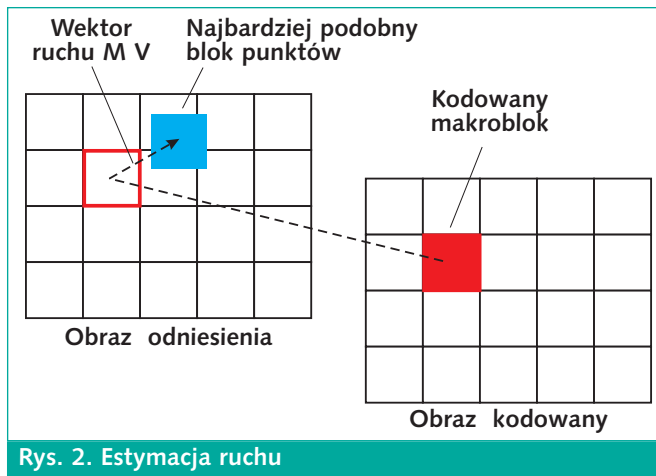 Wektor
ruchu M V
Najbardziej podobny
blok punktów
Kodowany
makroblok
Obraz odniesienia
Obraz kodowany
Rys. 2. Estymacja ruchu